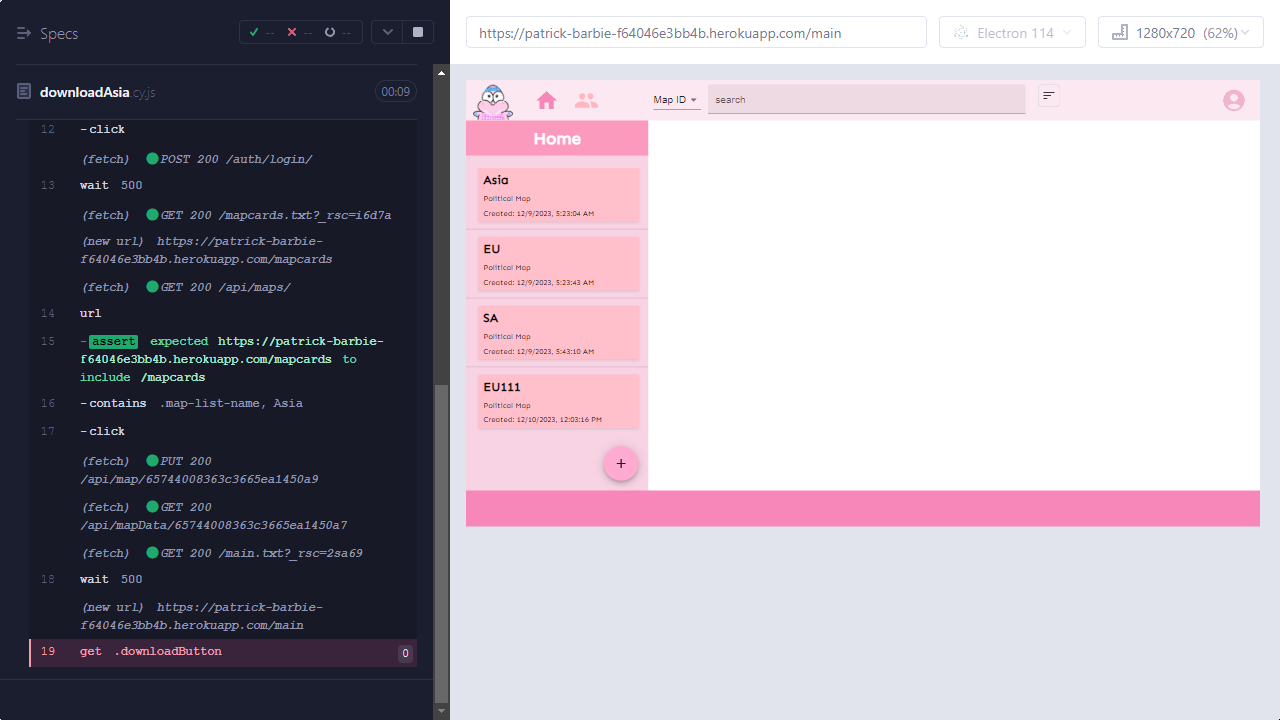 Specs
-- -- --
downloadAsia.cy.js
00:09
12 -click
(fetch) POST 200 /auth/login/
13 wait 500
(fetch) GET 200 /mapcards.txt?_rsc=i6d7a
(new url) https://patrick-barbie-
f64046e3bb4b.herokuapp.com/mapcards
(fetch) GET 200 /api/maps/
14 url
15 -assert expected https://patrick-barbie-
f64046e3bb4b.herokuapp.com/mapcards to
include /mapcards
16 -contains .map-list-name, Asia
17 -click
(fetch) PUT 200
/api/map/65744008363c3665ea1450a9
(fetch) GET 200
/api/mapData/65744008363c3665ea1450a7
(fetch) GET 200 /main.txt?_rsc=2sa69
18 wait 500
(new url) https://patrick-barbie-
f64046e3bb4b.herokuapp.com/main
19 get .downloadButton 0
https://patrick-barbie-f64046e3bb4b.herokuapp.com/main
Electron 114
1280x720 (62%)
Map ID
search
Home
Asia
Political Map
Created: 12/9/2023, 5:23:04 AM
EU
Political Map
Created: 12/9/2023, 5:23:43 AM
SA
Political Map
Created: 12/9/2023, 5:43:10 AM
EU111
Political Map
Created: 12/10/2023, 12:03:16 PM
+